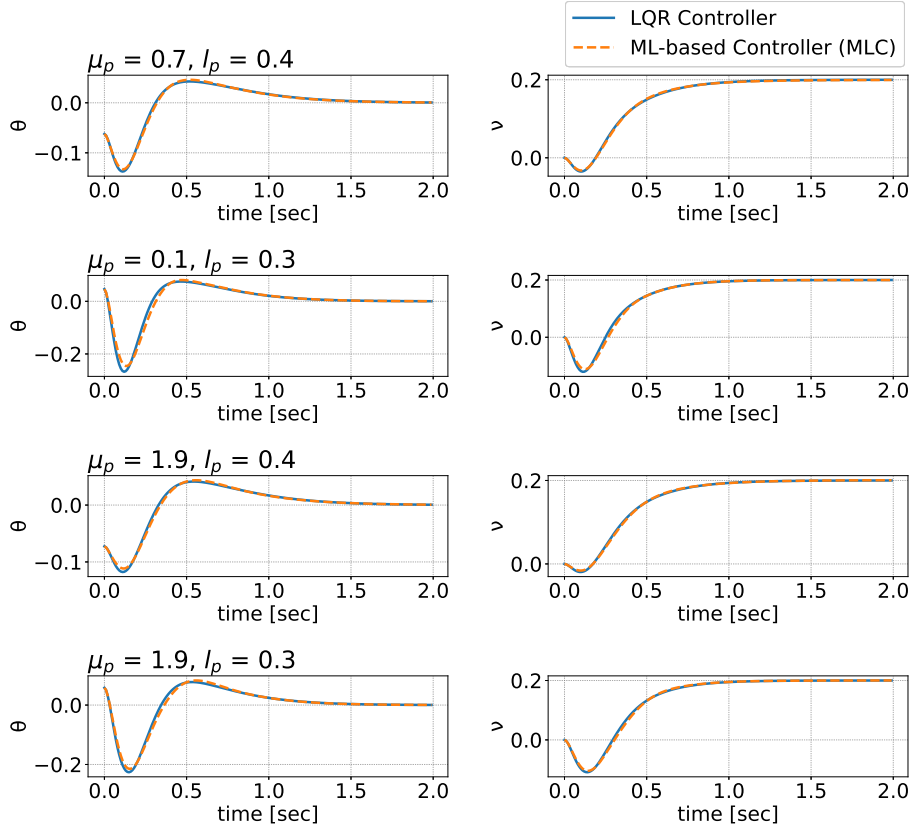 LQR Controller
ML-based Controller (MLC)
μp = 0.7, lp = 0.4
0.0
−0.1
θ
0.0 0.5 1.0 1.5 2.0
time [sec]
0.2
0.0
ν
0.0 0.5 1.0 1.5 2.0
time [sec]
μp = 0.1, lp = 0.3
0.0
−0.2
θ
0.0 0.5 1.0 1.5 2.0
time [sec]
0.2
0.0
ν
0.0 0.5 1.0 1.5 2.0
time [sec]
μp = 1.9, lp = 0.4
0.0
−0.1
θ
0.0 0.5 1.0 1.5 2.0
time [sec]
0.2
0.0
ν
0.0 0.5 1.0 1.5 2.0
time [sec]
μp = 1.9, lp = 0.3
0.0
−0.2
θ
0.0 0.5 1.0 1.5 2.0
time [sec]
0.2
0.0
ν
0.0 0.5 1.0 1.5 2.0
time [sec]